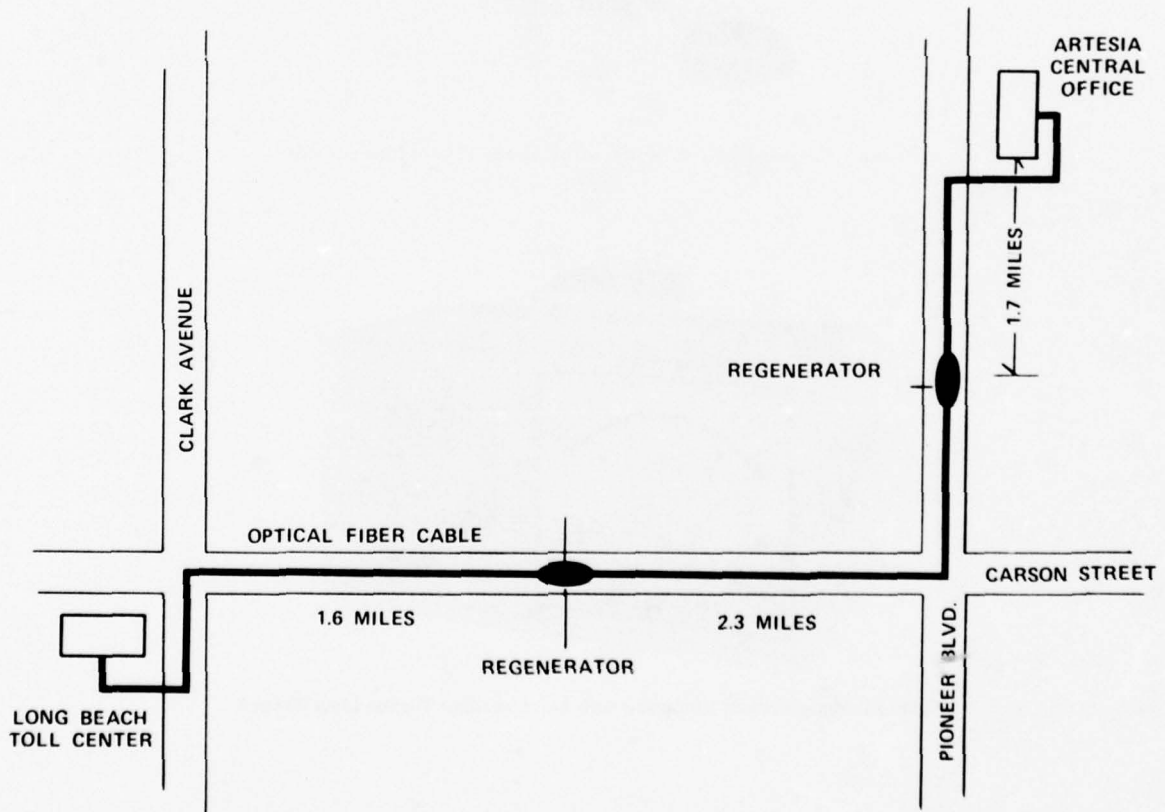 ARTESIA
CENTRAL
OFFICE
CLARK AVENUE
1.7 MILES
REGENERATOR
OPTICAL FIBER CABLE
CARSON STREET
1.6 MILES
2.3 MILES
REGENERATOR
PIONEER BLVD.
LONG BEACH
TOLL CENTER